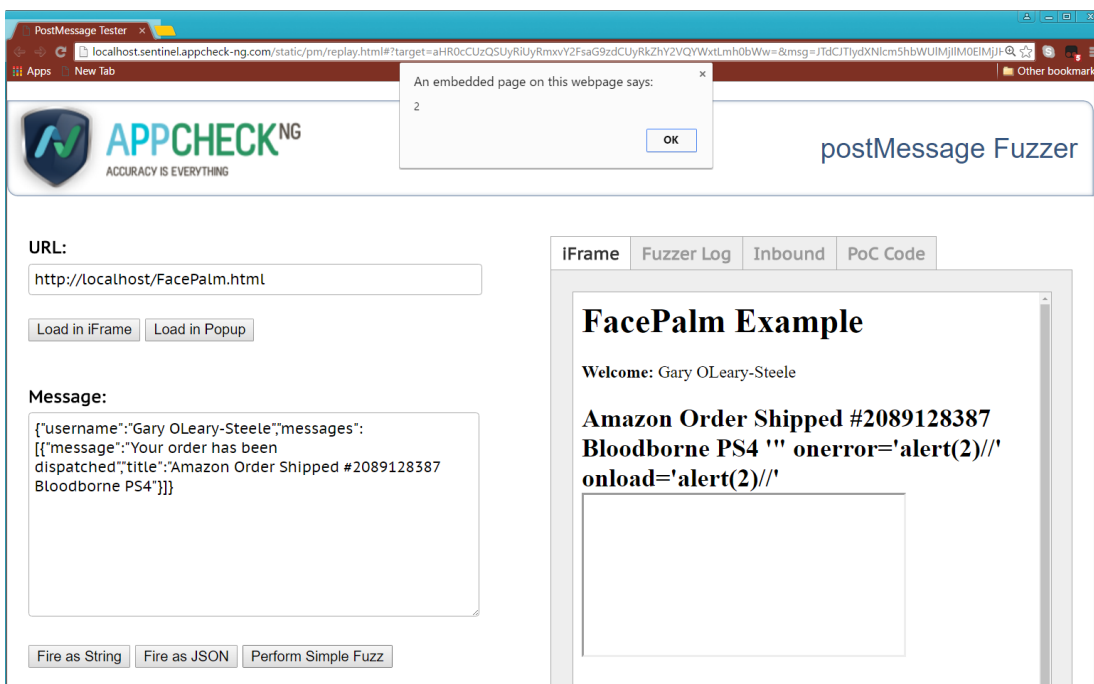 PostMessage Tester
localhost.sentinel.appcheck-ng.com/static/pm/replay.html#?target=aHR0cCUzQSUyRiUyRmxvY2FsaG9zdCUyRkZhY2VQYWxtLmh0bWw=&msg=JTdCJTIydXNlcm5hbWUlMjIlM0ElMjJH
Apps
New Tab
Other bookmark
An embedded page on this webpage says:
2
OK
APPCHECK NG
ACCURACY IS EVERYTHING
postMessage Fuzzer
URL:
http://localhost/FacePalm.html
Load in iFrame
Load in Popup
Message:
{"username":"Gary OLeary-Steele","messages":
[{"message":"Your order has been
dispatched","title":"Amazon Order Shipped #2089128387
Bloodborne PS4"}]}
Fire as String
Fire as JSON
Perform Simple Fuzz
iFrame
Fuzzer Log
Inbound
PoC Code
FacePalm Example
Welcome: Gary OLeary-Steele
Amazon Order Shipped #2089128387
Bloodborne PS4 '" onerror='alert(2)//'
onload='alert(2)//'